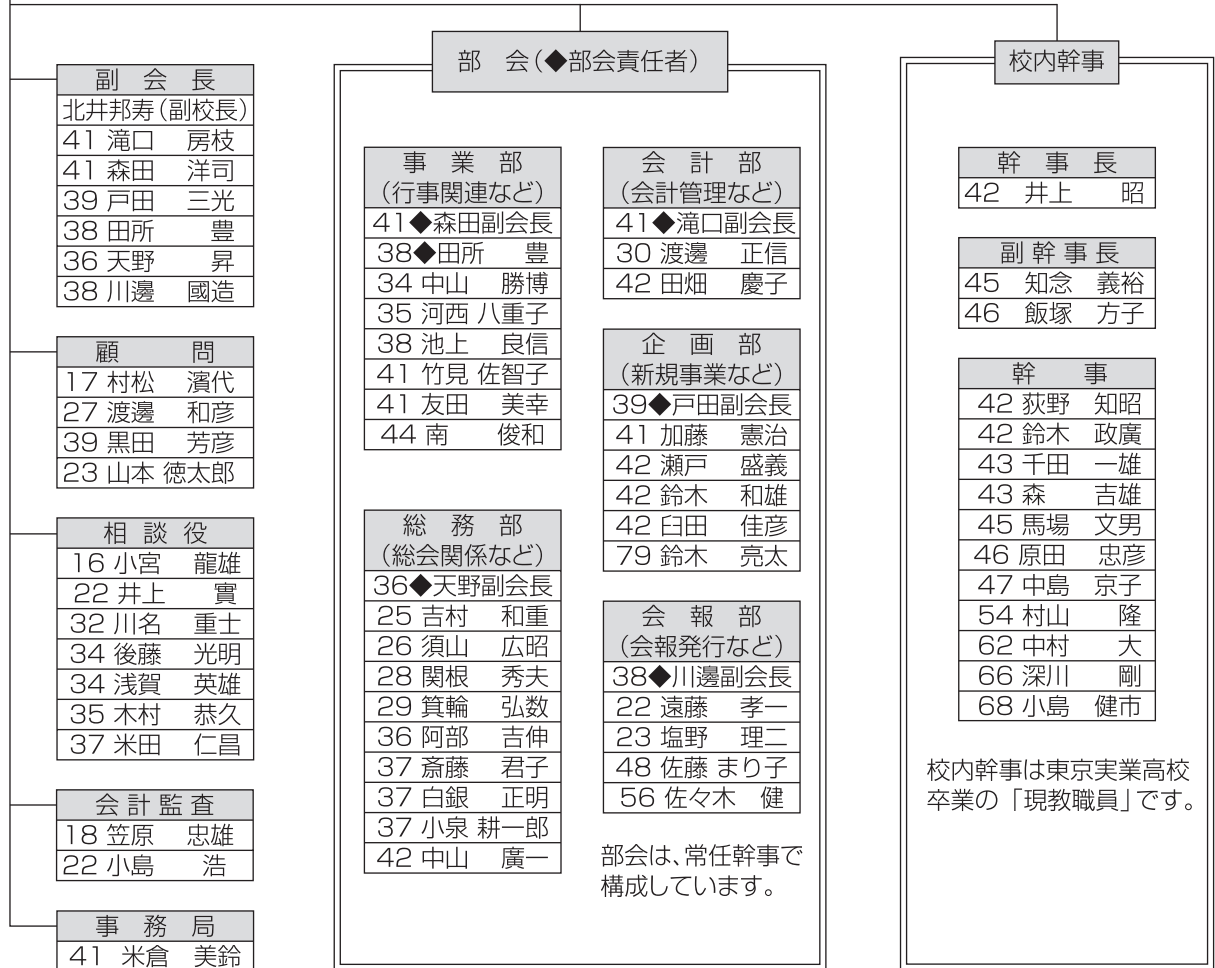 副会長
北井邦寿(副校長)
41 滝口 房枝
41 森田 洋司
39 戸田 三光
38 田所 豊
36 天野 昇
38 川邊 國造
顧問
17 村松 濱代
27 渡邊 和彦
39 黒田 芳彦
23 山本 徳太郎
相談役
16 小宮 龍雄
22 井上 實
32 川名 重士
34 後藤 光明
34 浅賀 英雄
35 木村 恭久
37 米田 仁昌
会計監査
18 笠原 忠雄
22 小島 浩
事務局
41 米倉 美鈴
部 会(◆部会責任者)
事業部
(行事関連など)
41◆森田副会長
38◆田所 豊
34 中山 勝博
35 河西 八重子
38 池上 良信
41 竹見 佐智子
41 友田 美幸
44 南 俊和
総務部
(総会関係など)
36◆天野副会長
25 吉村 和重
26 須山 広昭
28 関根 秀夫
29 箕輪 弘数
36 阿部 吉伸
37 斎藤 君子
37 白銀 正明
37 小泉 耕一郎
42 中山 廣一
会計部
(会計管理など)
41◆滝口副会長
30 渡邊 正信
42 田畑 慶子
企画部
(新規事業など)
39◆戸田副会長
41 加藤 憲治
42 瀬戸 盛義
42 鈴木 和雄
42 臼田 佳彦
79 鈴木 亮太
会報部
(会報発行など)
38◆川邊副会長
22 遠藤 孝一
23 塩野 理二
48 佐藤 まり子
56 佐々木 健
部会は、常任幹事で
構成しています。
校内幹事
幹事長
42 井上 昭
副幹事長
45 知念 義裕
46 飯塚 方子
幹事
42 荻野 知昭
42 鈴木 政廣
43 千田 一雄
43 森 吉雄
45 馬場 文男
46 原田 忠彦
47 中島 京子
54 村山 隆
62 中村 大
66 深川 剛
68 小島 健市
校内幹事は東京実業高校
卒業の「現教職員」です。